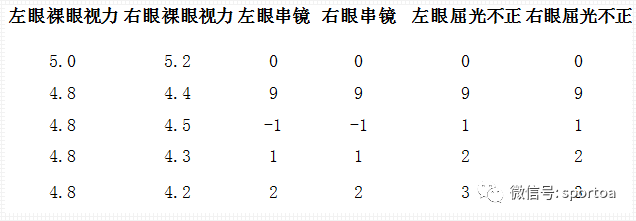 左眼裸眼视力 右眼裸眼视力 左眼串镜 右眼串镜 左眼屈光不正 右眼屈光不正
5.0 5.2 0 0 0 0
4.8 4.4 9 9 9 9
4.8 4.5 -1 -1 1 1
4.8 4.3 1 1 2 2
4.8 4.2 2 2 3 3
微信号: sportoa